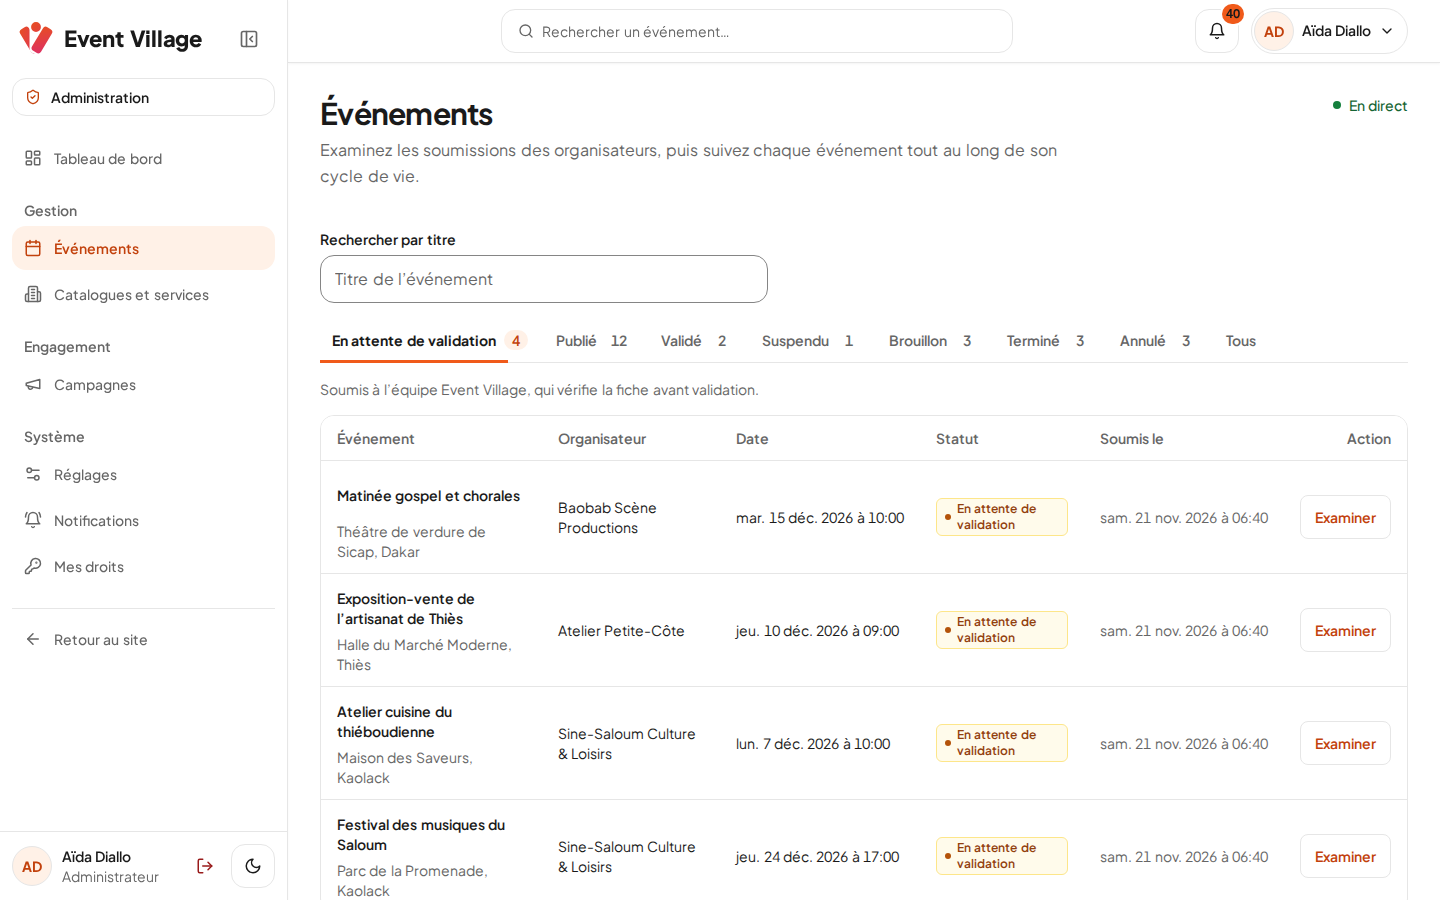 Event Village
Administration
Tableau de bord
Gestion
Événements
Catalogues et services
Engagement
Campagnes
Système
Réglages
Notifications
Mes droits
Retour au site
AD
Aïda Diallo
Administrateur
Rechercher un événement...
40
AD
Aïda Diallo
Événements
En direct
Examinez les soumissions des organisateurs, puis suivez chaque événement tout au long de son
cycle de vie.
Rechercher par titre
Titre de l'événement
En attente de validation 4 Publié 12 Validé 2 Suspendu 1 Brouillon 3 Terminé 3 Annulé 3 Tous
Soumis à l'équipe Event Village, qui vérifie la fiche avant validation.
Événement Organisateur Date Statut Soumis le Action
Matinée gospel et chorales
Théâtre de verdure de
Sicap, Dakar
Baobab Scène
Productions
mar. 15 déc. 2026 à 10:00
En attente de
validation
sam. 21 nov. 2026 à 06:40
Examiner
Exposition-vente de
l'artisanat de Thiès
Halle du Marché Moderne,
Thiès
Atelier Petite-Côte
jeu. 10 déc. 2026 à 09:00
En attente de
validation
sam. 21 nov. 2026 à 06:40
Examiner
Atelier cuisine du
thiéboudienne
Maison des Saveurs,
Kaolack
Sine-Saloum Culture
& Loisirs
lun. 7 déc. 2026 à 10:00
En attente de
validation
sam. 21 nov. 2026 à 06:40
Examiner
Festival des musiques du
Saloum
Parc de la Promenade,
Kaolack
Sine-Saloum Culture
& Loisirs
jeu. 24 déc. 2026 à 17:00
En attente de
validation
sam. 21 nov. 2026 à 06:40
Examiner